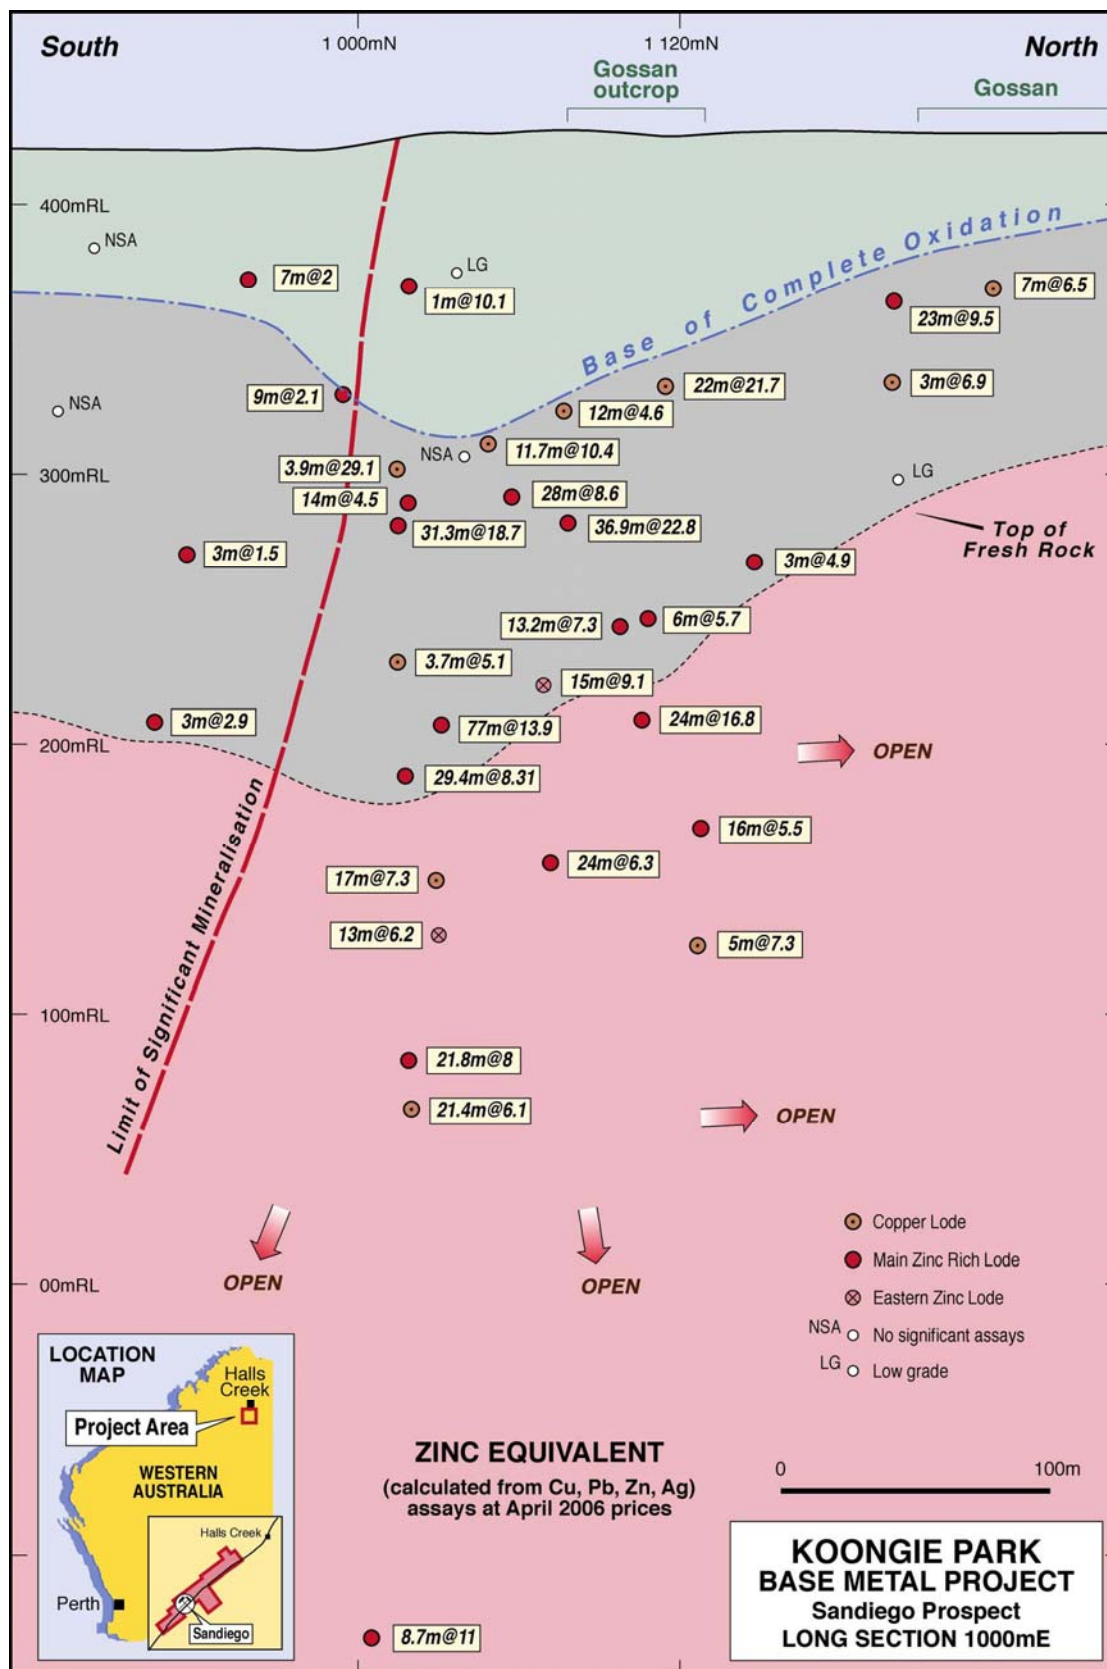 South
1 000mN
1 120mN
North
Gossan
outcrop
Gossan
400mRL
NSA
7m@2
LG
1m@10.1
Base of Complete Oxidation
7m@6.5
23m@9.5
9m@2.1
NSA
22m@21.7
3m@6.9
12m@4.6
11.7m@10.4
NSA
3.9m@29.1
300mRL
LG
14m@4.5
28m@8.6
31.3m@18.7
36.9m@22.8
Top of
Fresh Rock
3m@1.5
3m@4.9
13.2m@7.3
6m@5.7
3.7m@5.1
15m@9.1
3m@2.9
77m@13.9
24m@16.8
200mRL
OPEN
29.4m@8.31
Limit of Significant Mineralisation
16m@5.5
24m@6.3
17m@7.3
13m@6.2
5m@7.3
100mRL
21.8m@8
21.4m@6.1
OPEN
OPEN
OPEN
00mRL
Copper Lode
Main Zinc Rich Lode
Eastern Zinc Lode
NSA No significant assays
LG Low grade
LOCATION
MAP
Halls
Creek
Project Area
WESTERN
AUSTRALIA
Halls Creek
Perth
Sandiego
ZINC EQUIVALENT
(calculated from Cu, Pb, Zn, Ag)
assays at April 2006 prices
0 100m
8.7m@11
KOONGIE PARK
BASE METAL PROJECT
Sandiego Prospect
LONG SECTION 1000mE